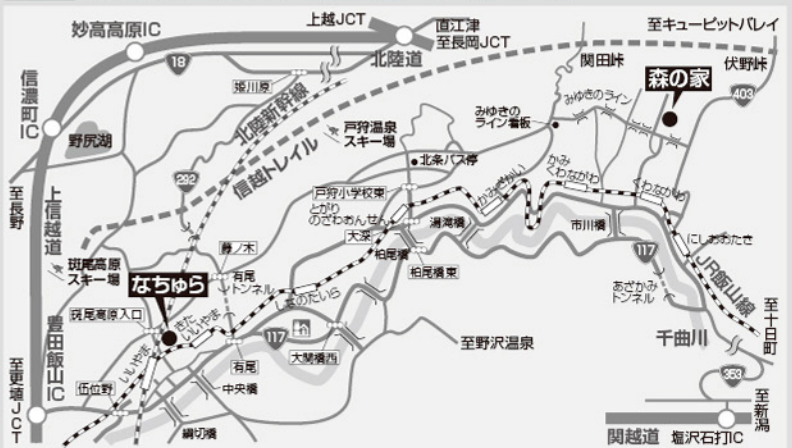 上越JCT
直江津
至長岡JCT
至キューピットバレイ
妙高高原IC
18
北陸道
関田峠
伏野峠
姫川原
森の家
403
信濃町IC
みゆきのライン
みゆきの
ライン看板
北陸新幹線
戸狩温泉
スキー場
野尻湖
信越トレイル
北条バス停
292
かみ
くわながわ
くわながわ
至長野
上信越道
戸狩小学校東
とがり
のざわおんせん
かみさかい
湯滝橋
市川橋
大深
にしおおたき
藤ノ木
柏尾橋
柏尾橋東
117
JR飯山線
斑尾高原
スキー場
なちゅら
有尾
トンネル
しなのたいら
あざかみ
トンネル
至十日町
斑尾高原入口
きた
いいやま
豊田飯山IC
千曲川
117
大関橋西
至野沢温泉
いいやま
有尾
353
至更埴JCT
伍位野
中央橋
至新潟
綱切橋
関越道
塩沢石打IC